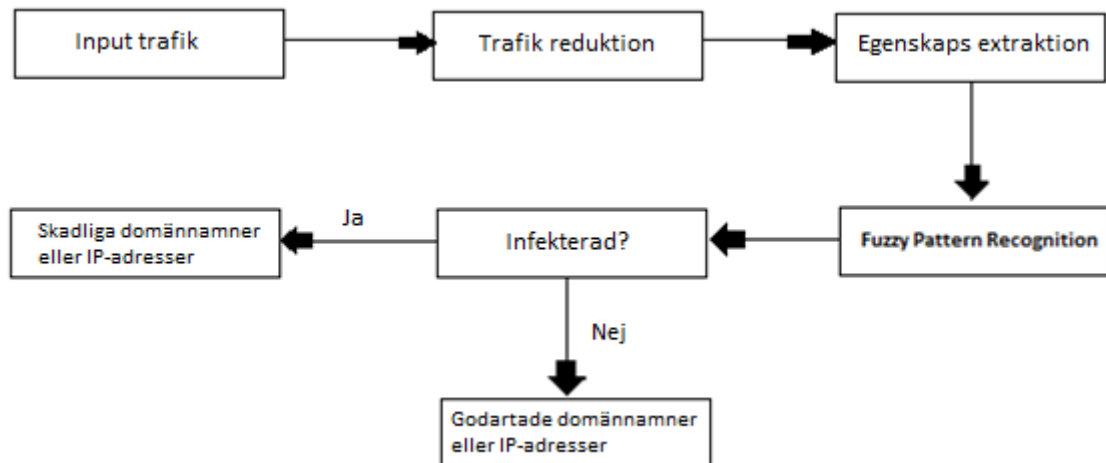 Input trafik
Trafik reduktion
Egenskaps extraktion
Skadliga domännamner
eller IP-adresser
Ja
Infekterad?
Fuzzy Pattern Recognition
Nej
Godartade domännamner
eller IP-adresser